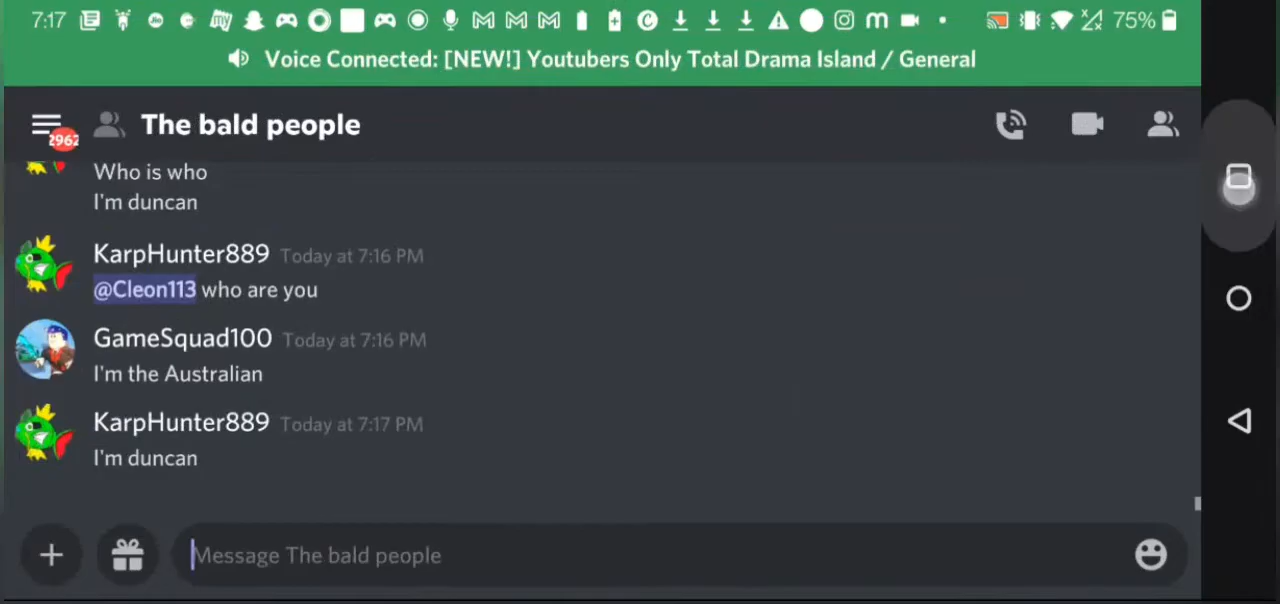 7:17
75%
Voice Connected: [NEW!] Youtubers Only Total Drama Island / General
2962
The bald people
Who is who
I'm duncan
KarpHunter889 Today at 7:16 PM
@Cleon113 who are you
GameSquad100 Today at 7:16 PM
I'm the Australian
KarpHunter889 Today at 7:17 PM
I'm duncan
Message The bald people